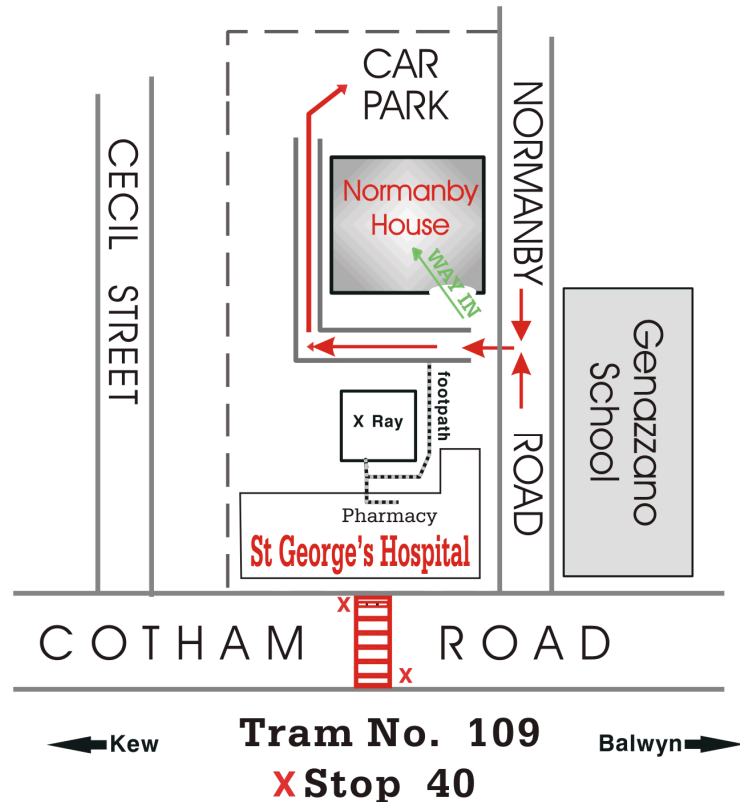 CAR
PARK
NORMANBY ROAD
CECIL STREET
Normanby
House
WAY IN
Genazzano
School
footpath
X Ray
Pharmacy
St George's Hospital
X
COTHAM ROAD
X
Kew
Tram No. 109
Balwyn
X Stop 40